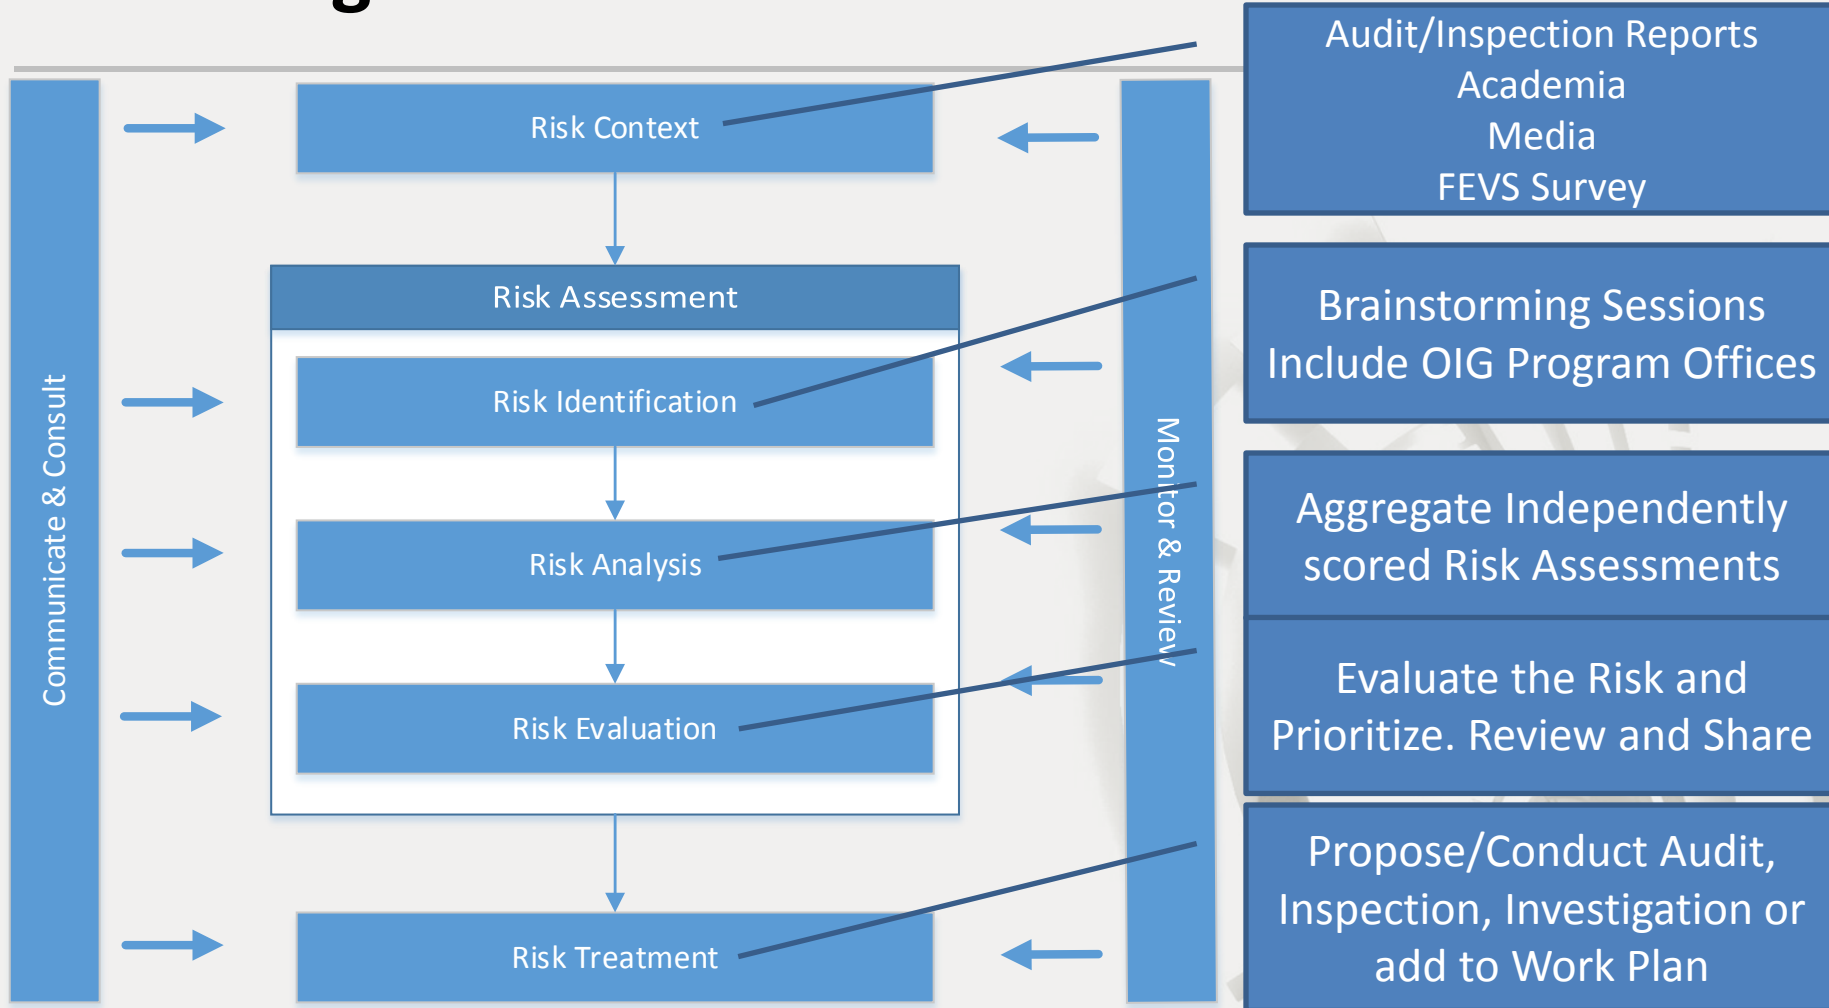 Communicate & Consult
Risk Context
Risk Assessment
Risk Identification
Risk Analysis
Risk Evaluation
Risk Treatment
Monitor & Review
Audit/Inspection Reports
Academia
Media
FEVS Survey
Brainstorming Sessions
Include OIG Program Offices
Aggregate Independently
scored Risk Assessments
Evaluate the Risk and
Prioritize. Review and Share
Propose/Conduct Audit,
Inspection, Investigation or
add to Work Plan